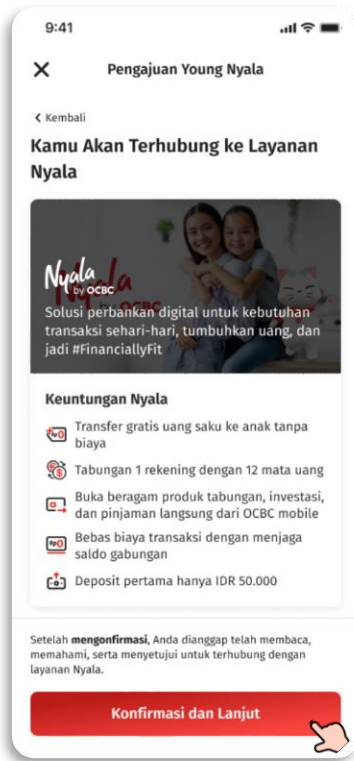 9:41
Pengajuan Young Nyala
Kembali
Kamu Akan Terhubung ke Layanan
Nyala
Nyala
by OCBC
Solusi perbankan digital untuk kebutuhan
transaksi sehari-hari, tumbuhkan uang, dan
jadi #FinanciallyFit
Keuntungan Nyala
Transfer gratis uang saku ke anak tanpa
biaya
Tabungan 1 rekening dengan 12 mata uang
Buka beragam produk tabungan, investasi,
dan pinjaman langsung dari OCBC mobile
Bebas biaya transaksi dengan menjaga
saldo gabungan
Deposit pertama hanya IDR 50.000
Setelah mengonfirmasi, Anda dianggap telah membaca,
memahami, serta menyetujui untuk terhubung dengan
layanan Nyala.
Konfirmasi dan Lanjut